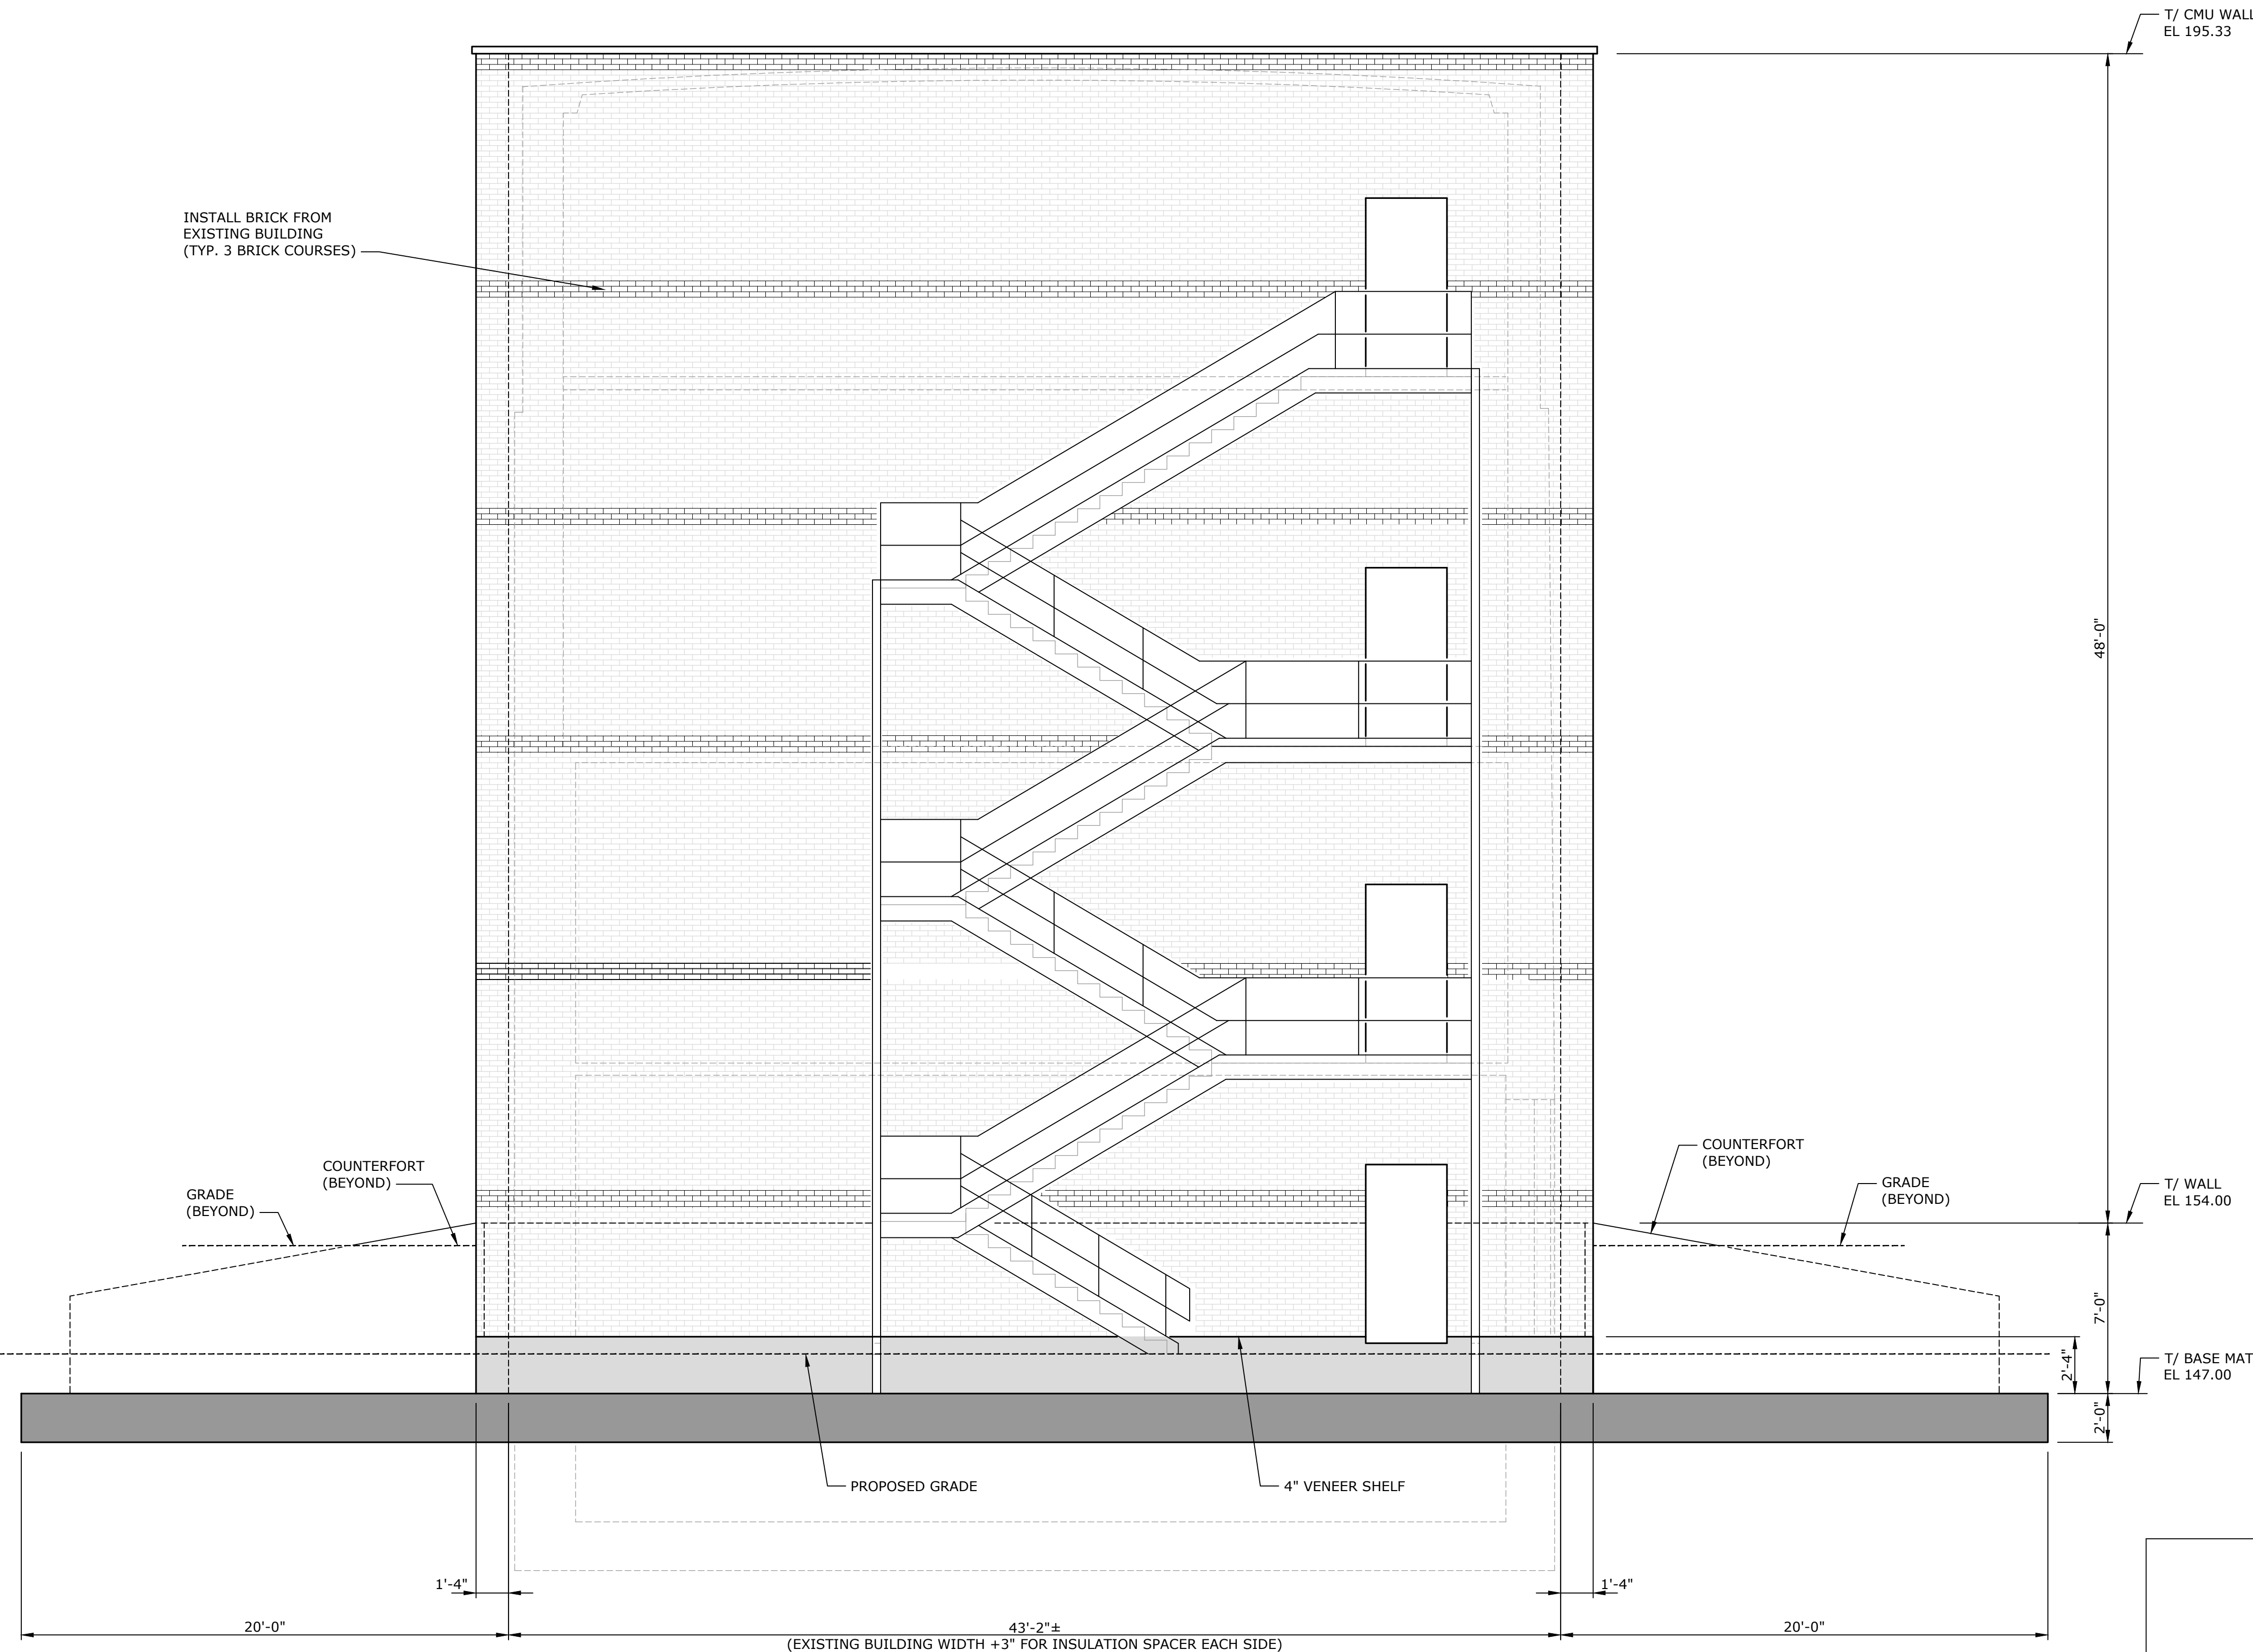 T/ CMU WALL
EL 195.33
INSTALL BRICK FROM
EXISTING BUILDING
(TYP. 3 BRICK COURSES)
48'-0"
COUNTERFORT
(BEYOND)
GRADE
(BEYOND)
COUNTERFORT
(BEYOND)
GRADE
(BEYOND)
T/ WALL
EL 154.00
7'-0"
2'-4"
T/ BASE MAT
EL 147.00
2'-0"
PROPOSED GRADE
4" VENEER SHELF
1'-4"
1'-4"
20'-0"
43'-2"±
20'-0"
(EXISTING BUILDING WIDTH +3" FOR INSULATION SPACER EACH SIDE)